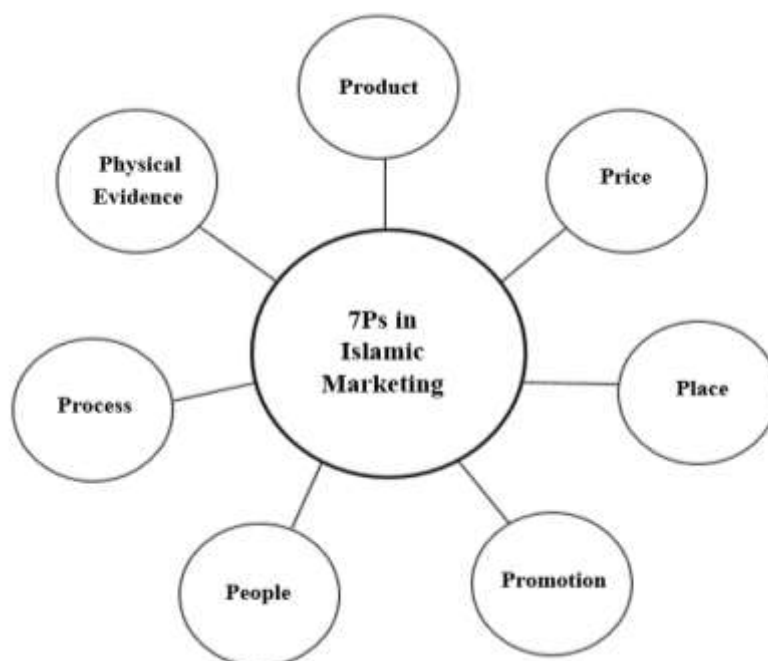 7Ps in
Islamic
Marketing
Product
Price
Place
Promotion
People
Process
Physical
Evidence